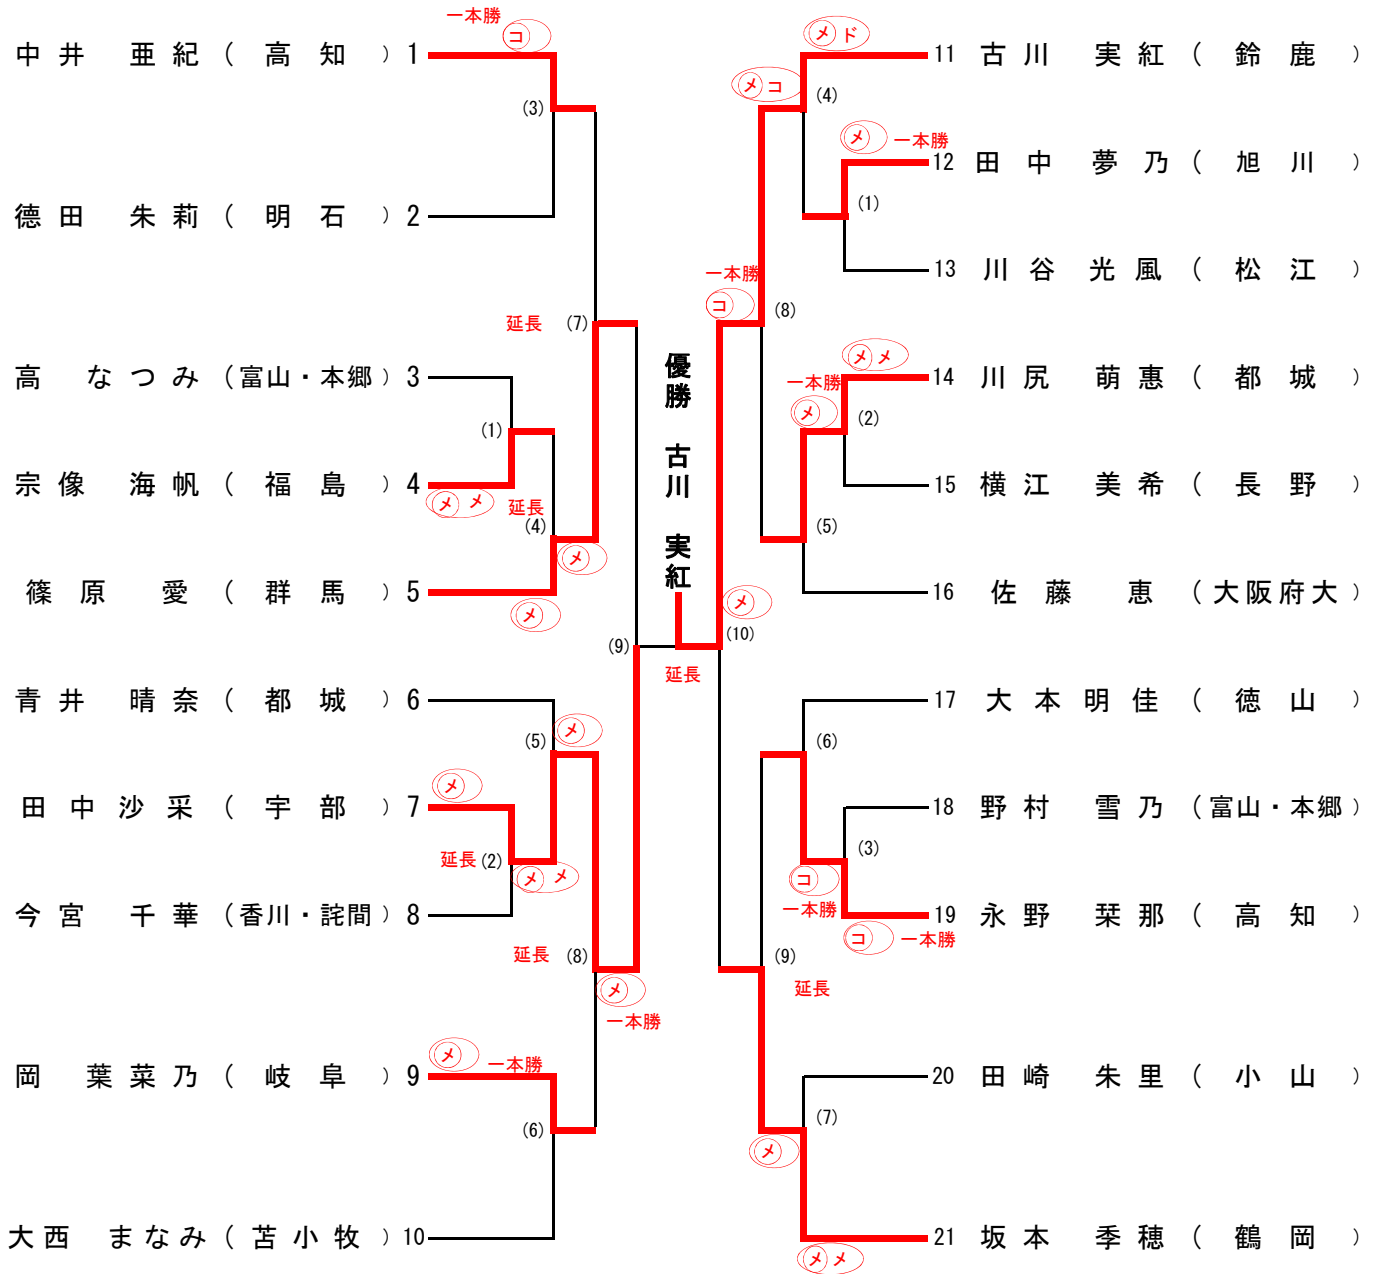 一本勝
コ
中井 亜紀 ( 高知 ) 1
(3)
徳田 朱莉 ( 明石 ) 2
延長 (7)
高 なつみ (富山・本郷) 3
(1)
宗像 海帆 ( 福島 ) 4
メ メ
延長
(4)
メ
篠原 愛 ( 群馬 ) 5
メ
(9)
青井 晴奈 ( 都城 ) 6
(5)
メ
メ
田中沙采 ( 宇部 ) 7
延長 (2)
メ メ
今宮 千華 (香川・詫間) 8
延長 (8)
メ
一本勝
メ
一本勝
岡 葉菜乃 ( 岐阜 ) 9
(6)
大西 まなみ ( 苫小牧 ) 10
優勝 古川 実紅
(10)
メ
延長
メ ド
11 古川 実紅 ( 鈴鹿 )
メ コ
(4)
メ 一本勝
12 田中 夢乃 ( 旭川 )
(1)
13 川谷 光風 ( 松江 )
一本勝
コ
(8)
メ メ
14 川尻 萌恵 ( 都城 )
一本勝
メ
(2)
15 横江 美希 ( 長野 )
(5)
16 佐藤 恵 ( 大阪府大 )
17 大本明佳 ( 徳山 )
(6)
18 野村 雪乃 (富山・本郷)
(3)
コ
一本勝
19 永野 栞那 ( 高知 )
コ 一本勝
(9)
延長
20 田崎 朱里 ( 小山 )
(7)
メ
21 坂本 季穂 ( 鶴岡 )
メ メ